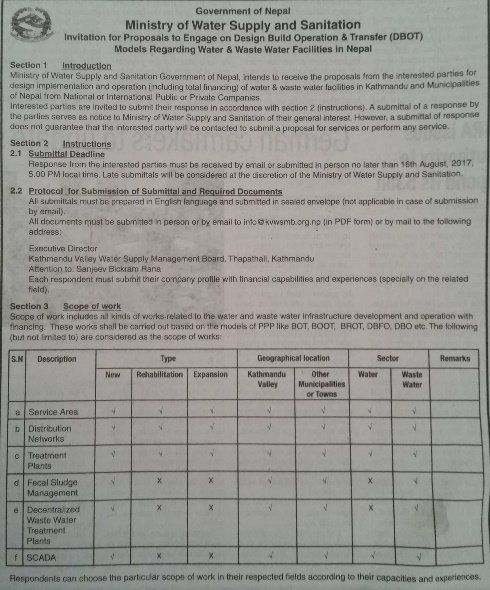 Government of Nepal
Ministry of Water Supply and Sanitation
Invitation for Proposals to Engage on Design Build Operation & Transfer (DBOT)
Models Regarding Water & Waste Water Facilities in Nepal
Section 1 Introduction
Ministry of Water Supply and Sanitation Government of Nepal, intends to receive the proposals from the interested parties for
design implementation and operation (including total financing) of water & waste water facilities in Kathmandu and Municipalities
of Nepal from National or International Public or Private Companies.
Interested parties are invited to submit their response in accordance with section 2 (instructions). A submittal of a response by
the parties serves as notice to Ministry of Water Supply and Sanitation of their general interest. However, a submittal of response
does not guarantee that the interested party will be contacted to submit a proposal for services or perform any service.
Section 2 Instructions
2.1 Submittal Deadline
Response from the interested parties must be received by email or submitted in person no later than 16th August, 2017,
5.00 PM local time. Late submittals will be considered at the discretion of the Ministry of Water Supply and Sanitation.
2.2 Protocol for Submission of Submittal and Required Documents
All submittals must be prepared in English language and submitted in sealed envelope (not applicable in case of submission
by email).
All documents must be submitted in person or by email to info@kvwsmb.org.np (in PDF form) or by mail to the following
address:
Executive Director
Kathmandu Valley Water Supply Management Board, Thapathali, Kathmandu
Attention to: Sanjeev Bickram Rana
Each respondent must submit their company profile with financial capabilities and experiences (specially on the related
field).
Section 3 Scope of work
Scope of work includes all kinds of works related to the water and waste water infrastructure development and operation with
financing. These works shall be carried out based on the models of PPP like BOT, BOOT, BROT, DBFO, DBO etc. The following
(but not limited to) are considered as the scope of works:
S.N Description Type Geographical location Sector Remarks
New Rehabilitation Expansion Kathmandu Valley Other Municipalities or Towns Water Waste Water
a Service Area √ √ √ √ √ √ √
b Distribution Networks √ √ √ √ √ √ √
c Treatment Plants √ √ √ √ √ √ √
d Fecal Sludge Management √ X X √ √ X √
e Decentralized Waste Water Treatment Plants √ X X √ √ X √
f SCADA √ X X √ √ √ √
Respondents can choose the particular scope of work in their respected fields according to their capacities and experiences.